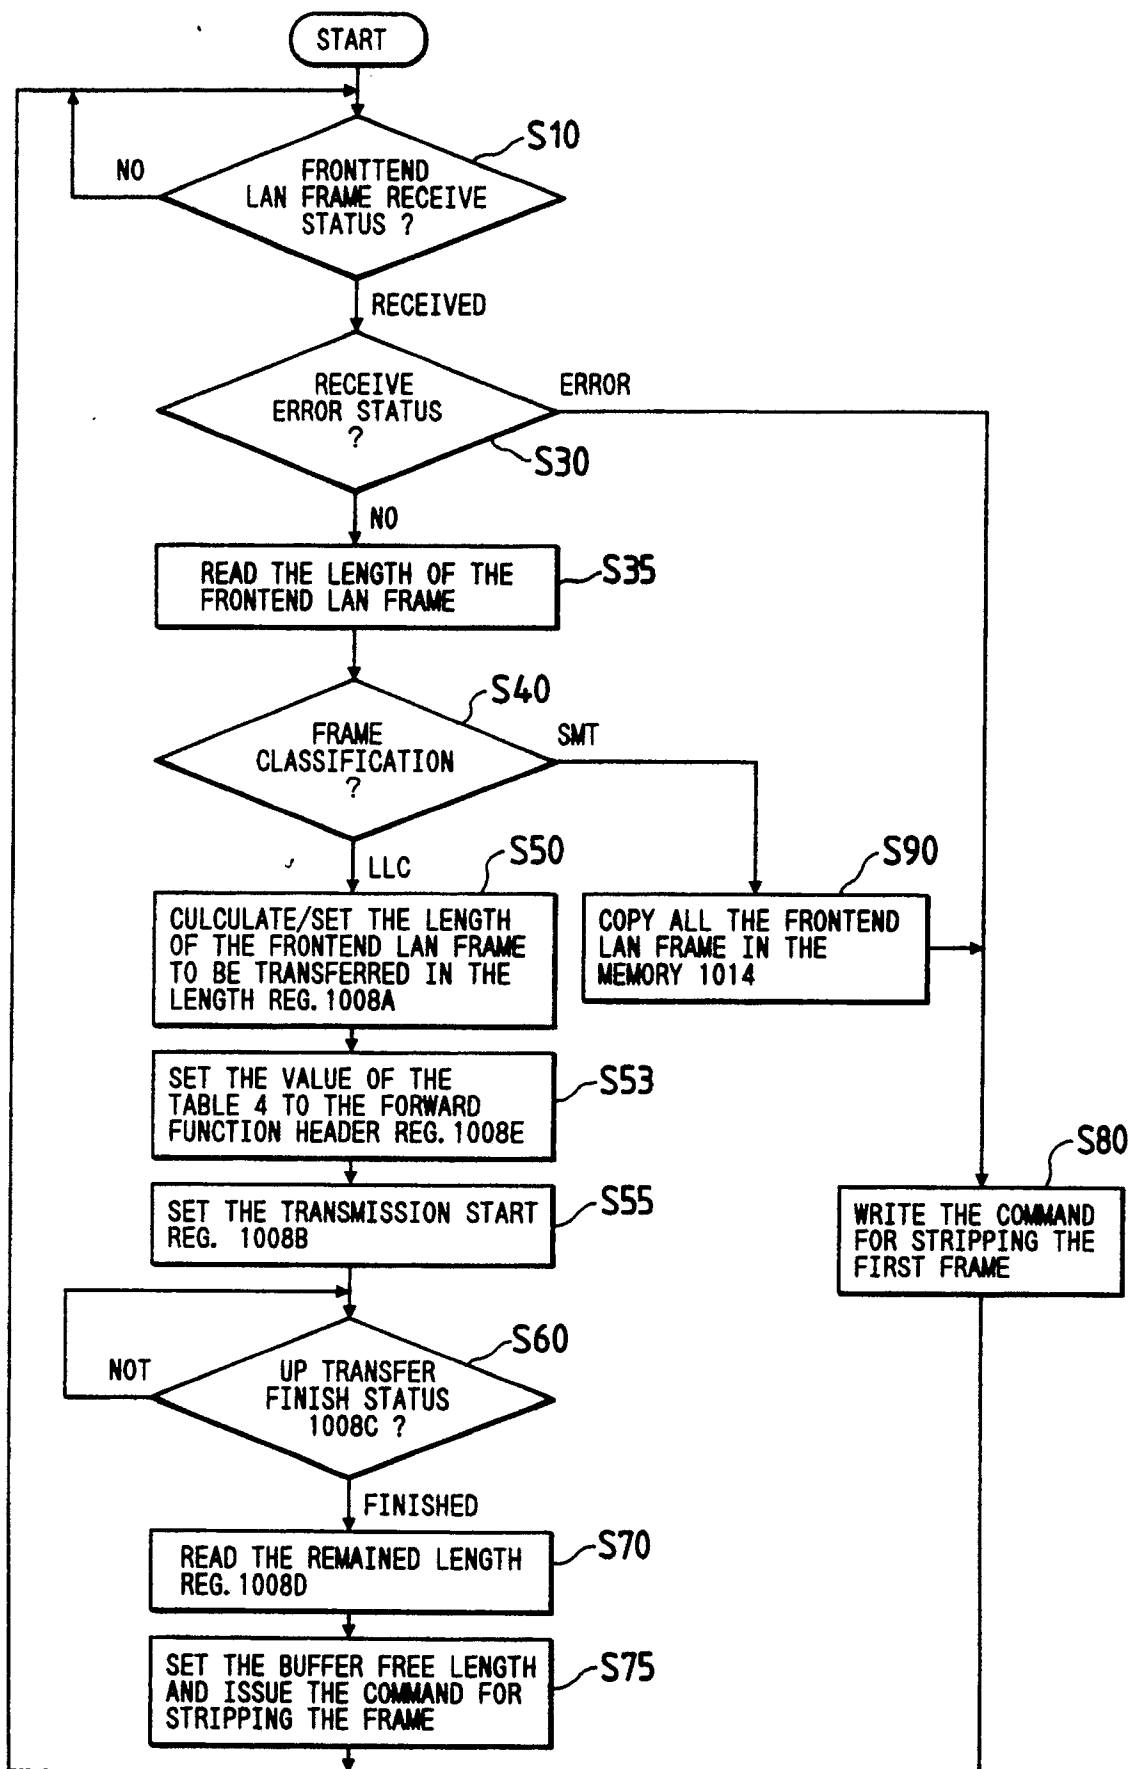 START
S10
NO
FRONTTEND
LAN FRAME RECEIVE
STATUS ?
RECEIVED
RECEIVE
ERROR STATUS
?
ERROR
S30
NO
READ THE LENGTH OF THE
FRONTEND LAN FRAME
S35
S40
FRAME
CLASSIFICATION
?
SMT
LLC
S50
CULCULATE/SET THE LENGTH
OF THE FRONTEND LAN FRAME
TO BE TRANSFERRED IN THE
LENGTH REG. 1008A
S90
COPY ALL THE FRONTEND
LAN FRAME IN THE
MEMORY 1014
SET THE VALUE OF THE
TABLE 4 TO THE FORWARD
FUNCTION HEADER REG. 1008E
S53
SET THE TRANSMISSION START
REG. 1008B
S55
S80
WRITE THE COMMAND
FOR STRIPPING THE
FIRST FRAME
S60
NOT
UP TRANSFER
FINISH STATUS
1008C ?
FINISHED
READ THE REMAINED LENGTH
REG. 1008D
S70
SET THE BUFFER FREE LENGTH
AND ISSUE THE COMMAND FOR
STRIPPING THE FRAME
S75